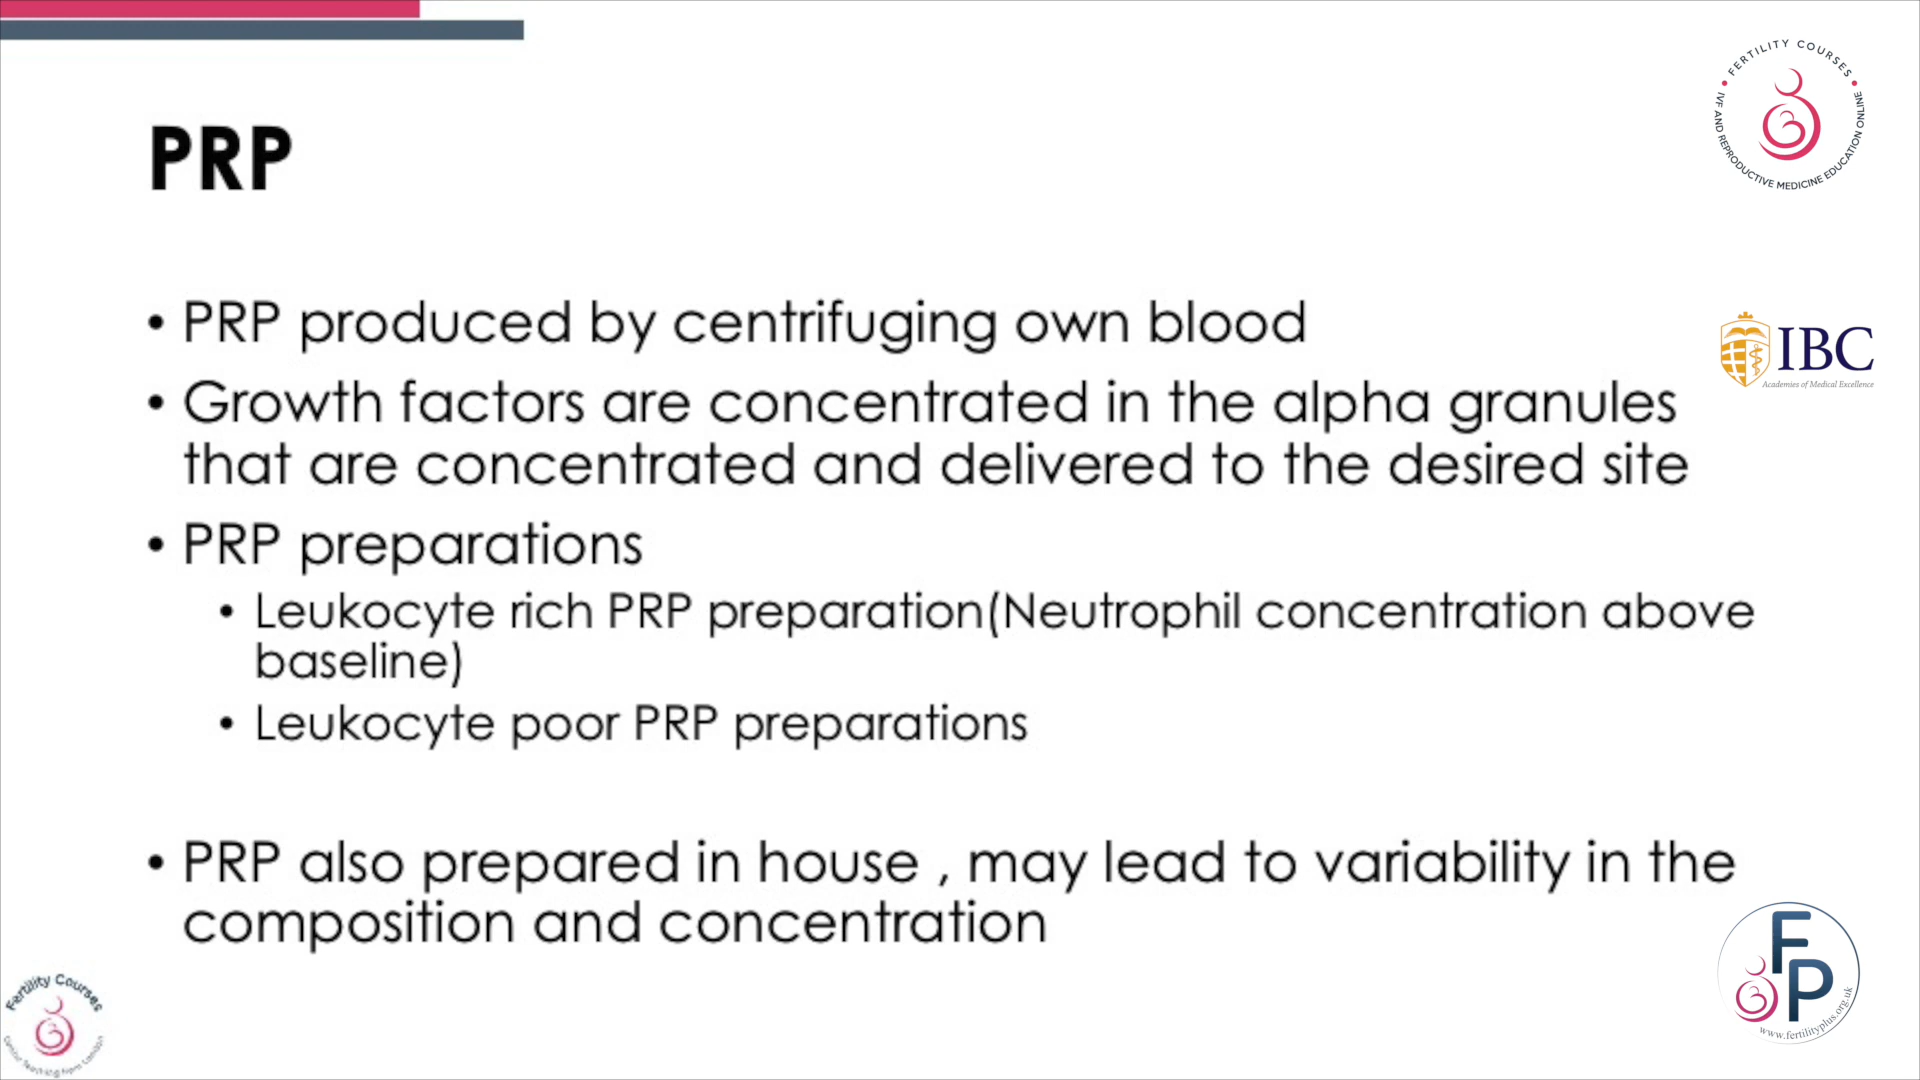 FERTILITY COURSES
IVF AND REPRODUCTIVE MEDICINE EDUCATION ONLINE
PRP
• PRP produced by centrifuging own blood
IBC
Academies of Medical Excellence
• Growth factors are concentrated in the alpha granules
that are concentrated and delivered to the desired site
• PRP preparations
• Leukocyte rich PRP preparation(Neutrophil concentration above
baseline)
• Leukocyte poor PRP preparations
• PRP also prepared in house , may lead to variability in the
composition and concentration
FP
www.fertilityplus.org.uk
Fertility Courses